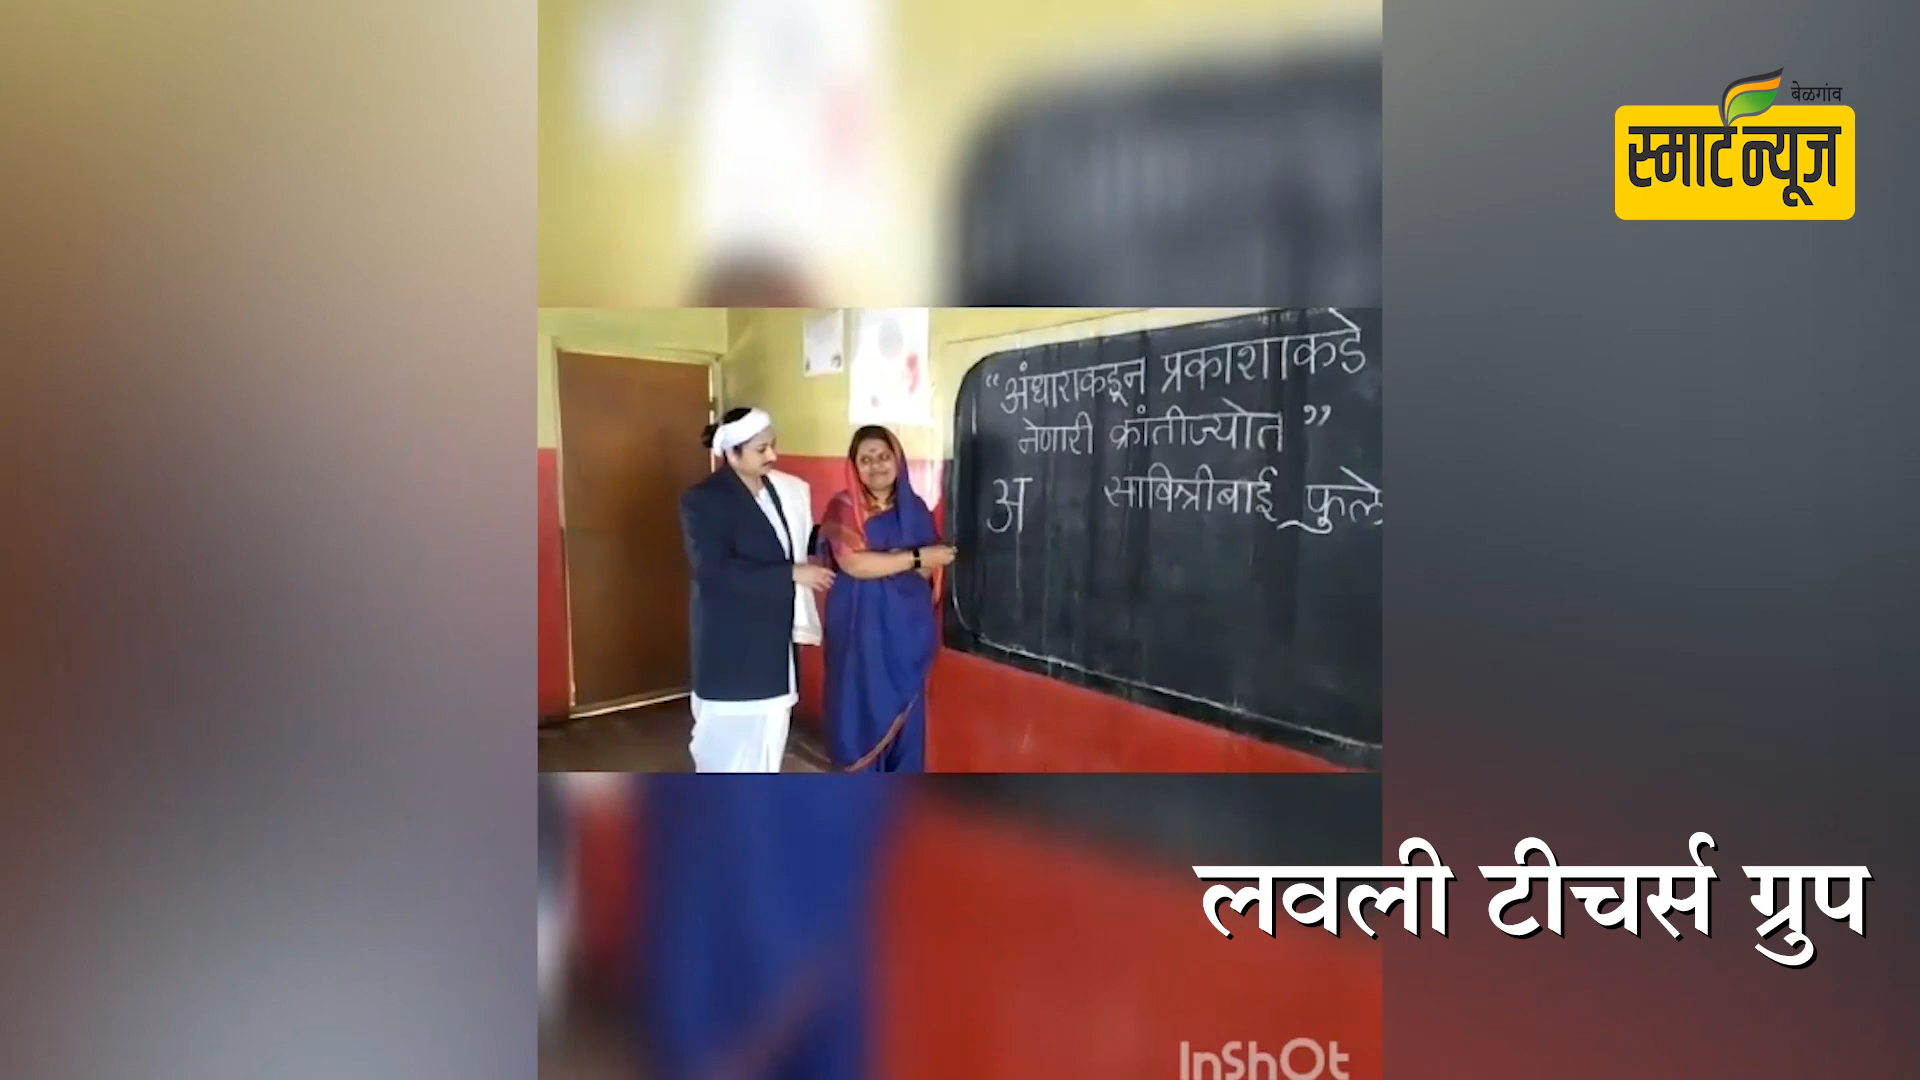 बेळगांव
स्मार्ट न्यूज
“अंधाराकडून प्रकाशाकडे
नेणारी क्रांतीज्योत”
अ सावित्रीबाई फुले
लवली टीचर्स ग्रुप
InShOt